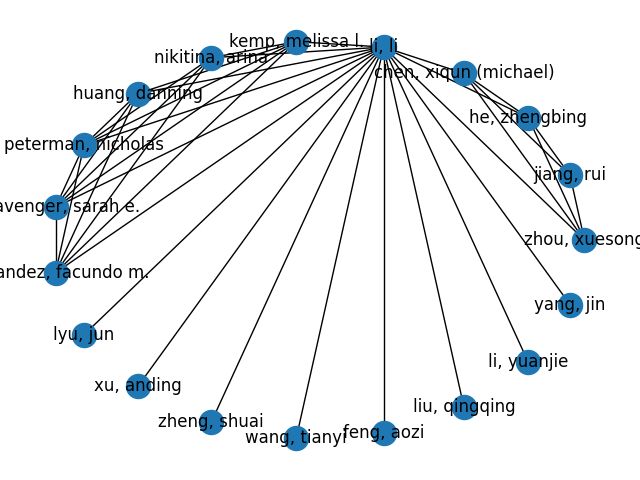 kemp, melissa l.
li, li
nikitina, arina
chen, xiqun (michael)
huang, danning
he, zhengbing
peterman, nicholas
jiang, rui
avenger, sarah e.
zhou, xuesong
andez, facundo m.
yang, jin
lyu, jun
li, yuanjie
xu, anding
liu, qingqing
zheng, shuai
wang, tianyi
feng, aozi